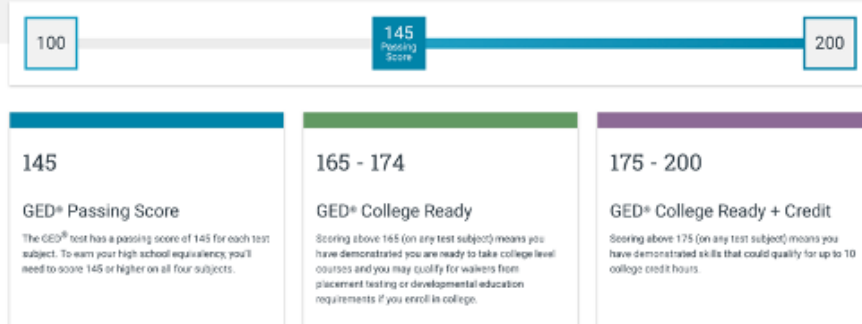 100
145
Passing
Score
200
145
GED® Passing Score
The GED® test has a passing score of 145 for each test
subject. To earn your high school equivalency, you'll
need to score 145 or higher on all four subjects.
165 - 174
GED® College Ready
Scoring above 165 (on any test subject) means you
have demonstrated you are ready to take college level
courses and you may qualify for waivers from
placement testing or developmental education
requirements if you enroll in college.
175 - 200
GED® College Ready + Credit
Scoring above 175 (on any test subject) means you
have demonstrated skills that could qualify for up to 10
college credit hours.